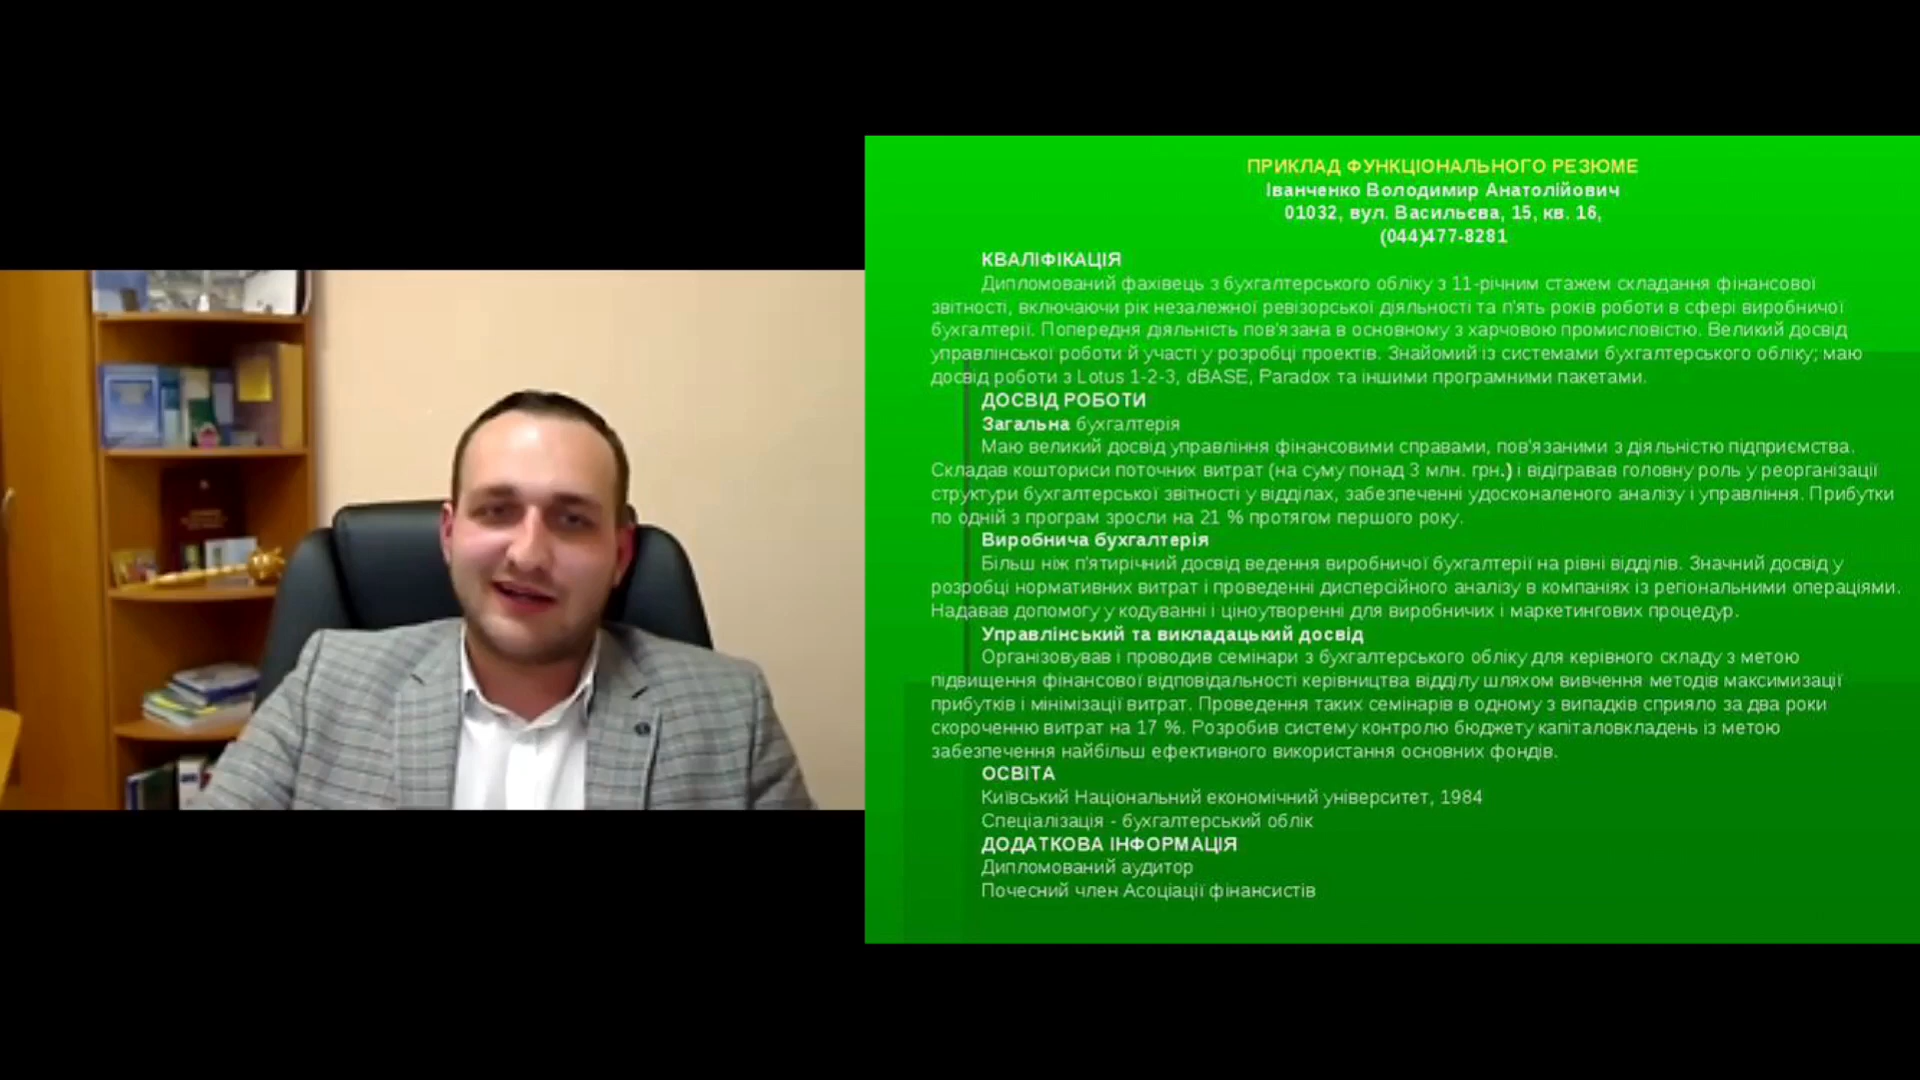 ПРИКЛАД ФУНКЦІОНАЛЬНОГО РЕЗЮМЕ
Іванченко Володимир Анатолійович
01032, вул. Васильєва, 15, кв. 16,
(044)477-8281
КВАЛІФІКАЦІЯ
Дипломований фахівець з бухгалтерського обліку з 11-річним стажем складання фінансової
звітності, включаючи рік незалежної ревізорської діяльності та п'ять років роботи в сфері виробничої
бухгалтерії. Попередня діяльність пов'язана в основному з харчовою промисловістю. Великий досвід
управлінської роботи й участі у розробці проектів. Знайомий із системами бухгалтерського обліку; маю
досвід роботи з Lotus 1-2-3, dBASE, Paradox та іншими програмними пакетами.
ДОСВІД РОБОТИ
Загальна бухгалтерія
Маю великий досвід управління фінансовими справами, пов'язаними з діяльністю підприємства.
Складав кошториси поточних витрат (на суму понад 3 млн. грн.) і відігравав головну роль у реорганізації
структури бухгалтерської звітності у відділах, забезпеченні удосконаленого аналізу і управління. Прибутки
по одній з програм зросли на 21 % протягом першого року.
Виробнича бухгалтерія
Більш ніж п'ятирічний досвід ведення виробничої бухгалтерії на рівні відділів. Значний досвід у
розробці нормативних витрат і проведенні дисперсійного аналізу в компаніях із регіональними операціями.
Надавав допомогу у кодуванні і ціноутворенні для виробничих і маркетингових процедур.
Управлінський та викладацький досвід
Організовував і проводив семінари з бухгалтерського обліку для керівного складу з метою
підвищення фінансової відповідальності керівництва відділу шляхом вивчення методів максимизації
прибутків і мінімізації витрат. Проведення таких семінарів в одному з випадків сприяло за два роки
скороченню витрат на 17 %. Розробив систему контролю бюджету капіталовкладень із метою
забезпечення найбільш ефективного використання основних фондів.
ОСВІТА
Київський Національний економічний університет, 1984
Спеціалізація - бухгалтерський облік
ДОДАТКОВА ІНФОРМАЦІЯ
Дипломований аудитор
Почесний член Асоціації фінансистів